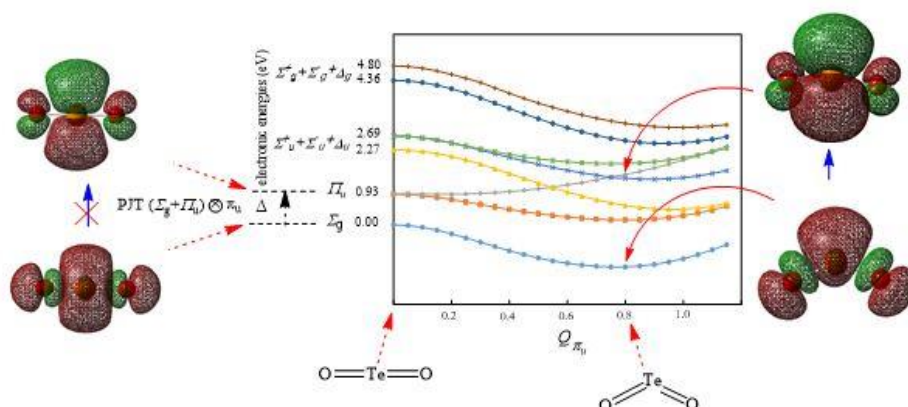 electronic energies (eV)
Σ⁺g + Σ⁻g + Δg 4.80
4.36
Σ⁺u + Σ⁻u + Δu 2.69
2.27
Πu 0.93
Δ
Σg 0.00
PJT (Σg+Πu) ⊗ πu
0.2 0.4 0.6 0.8 1.0
Qπu
O=Te=O
Te
O O